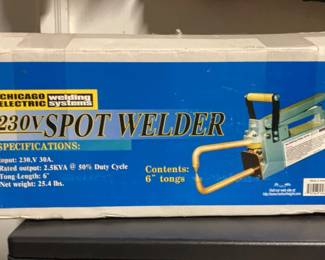 CHICAGO ELECTRIC welding systems
230V SPOT WELDER
SPECIFICATIONS:
Input: 230.V 30A.
Rated output: 2.5KVA @ 50% Duty Cycle
Tong Length: 6"
Net weight: 25.4 lbs.
Contents:
6" tongs